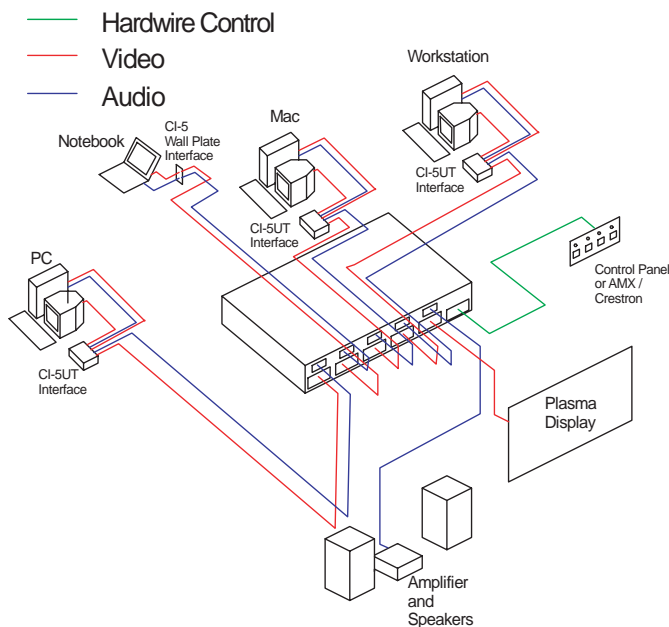 Hardwire Control
Video
Audio
Workstation
CI-5
Wall Plate
Interface
Notebook
Mac
CI-5UT
Interface
CI-5UT
Interface
PC
Control Panel
or AMX /
Crestron
CI-5UT
Interface
Plasma
Display
Amplifier
and
Speakers